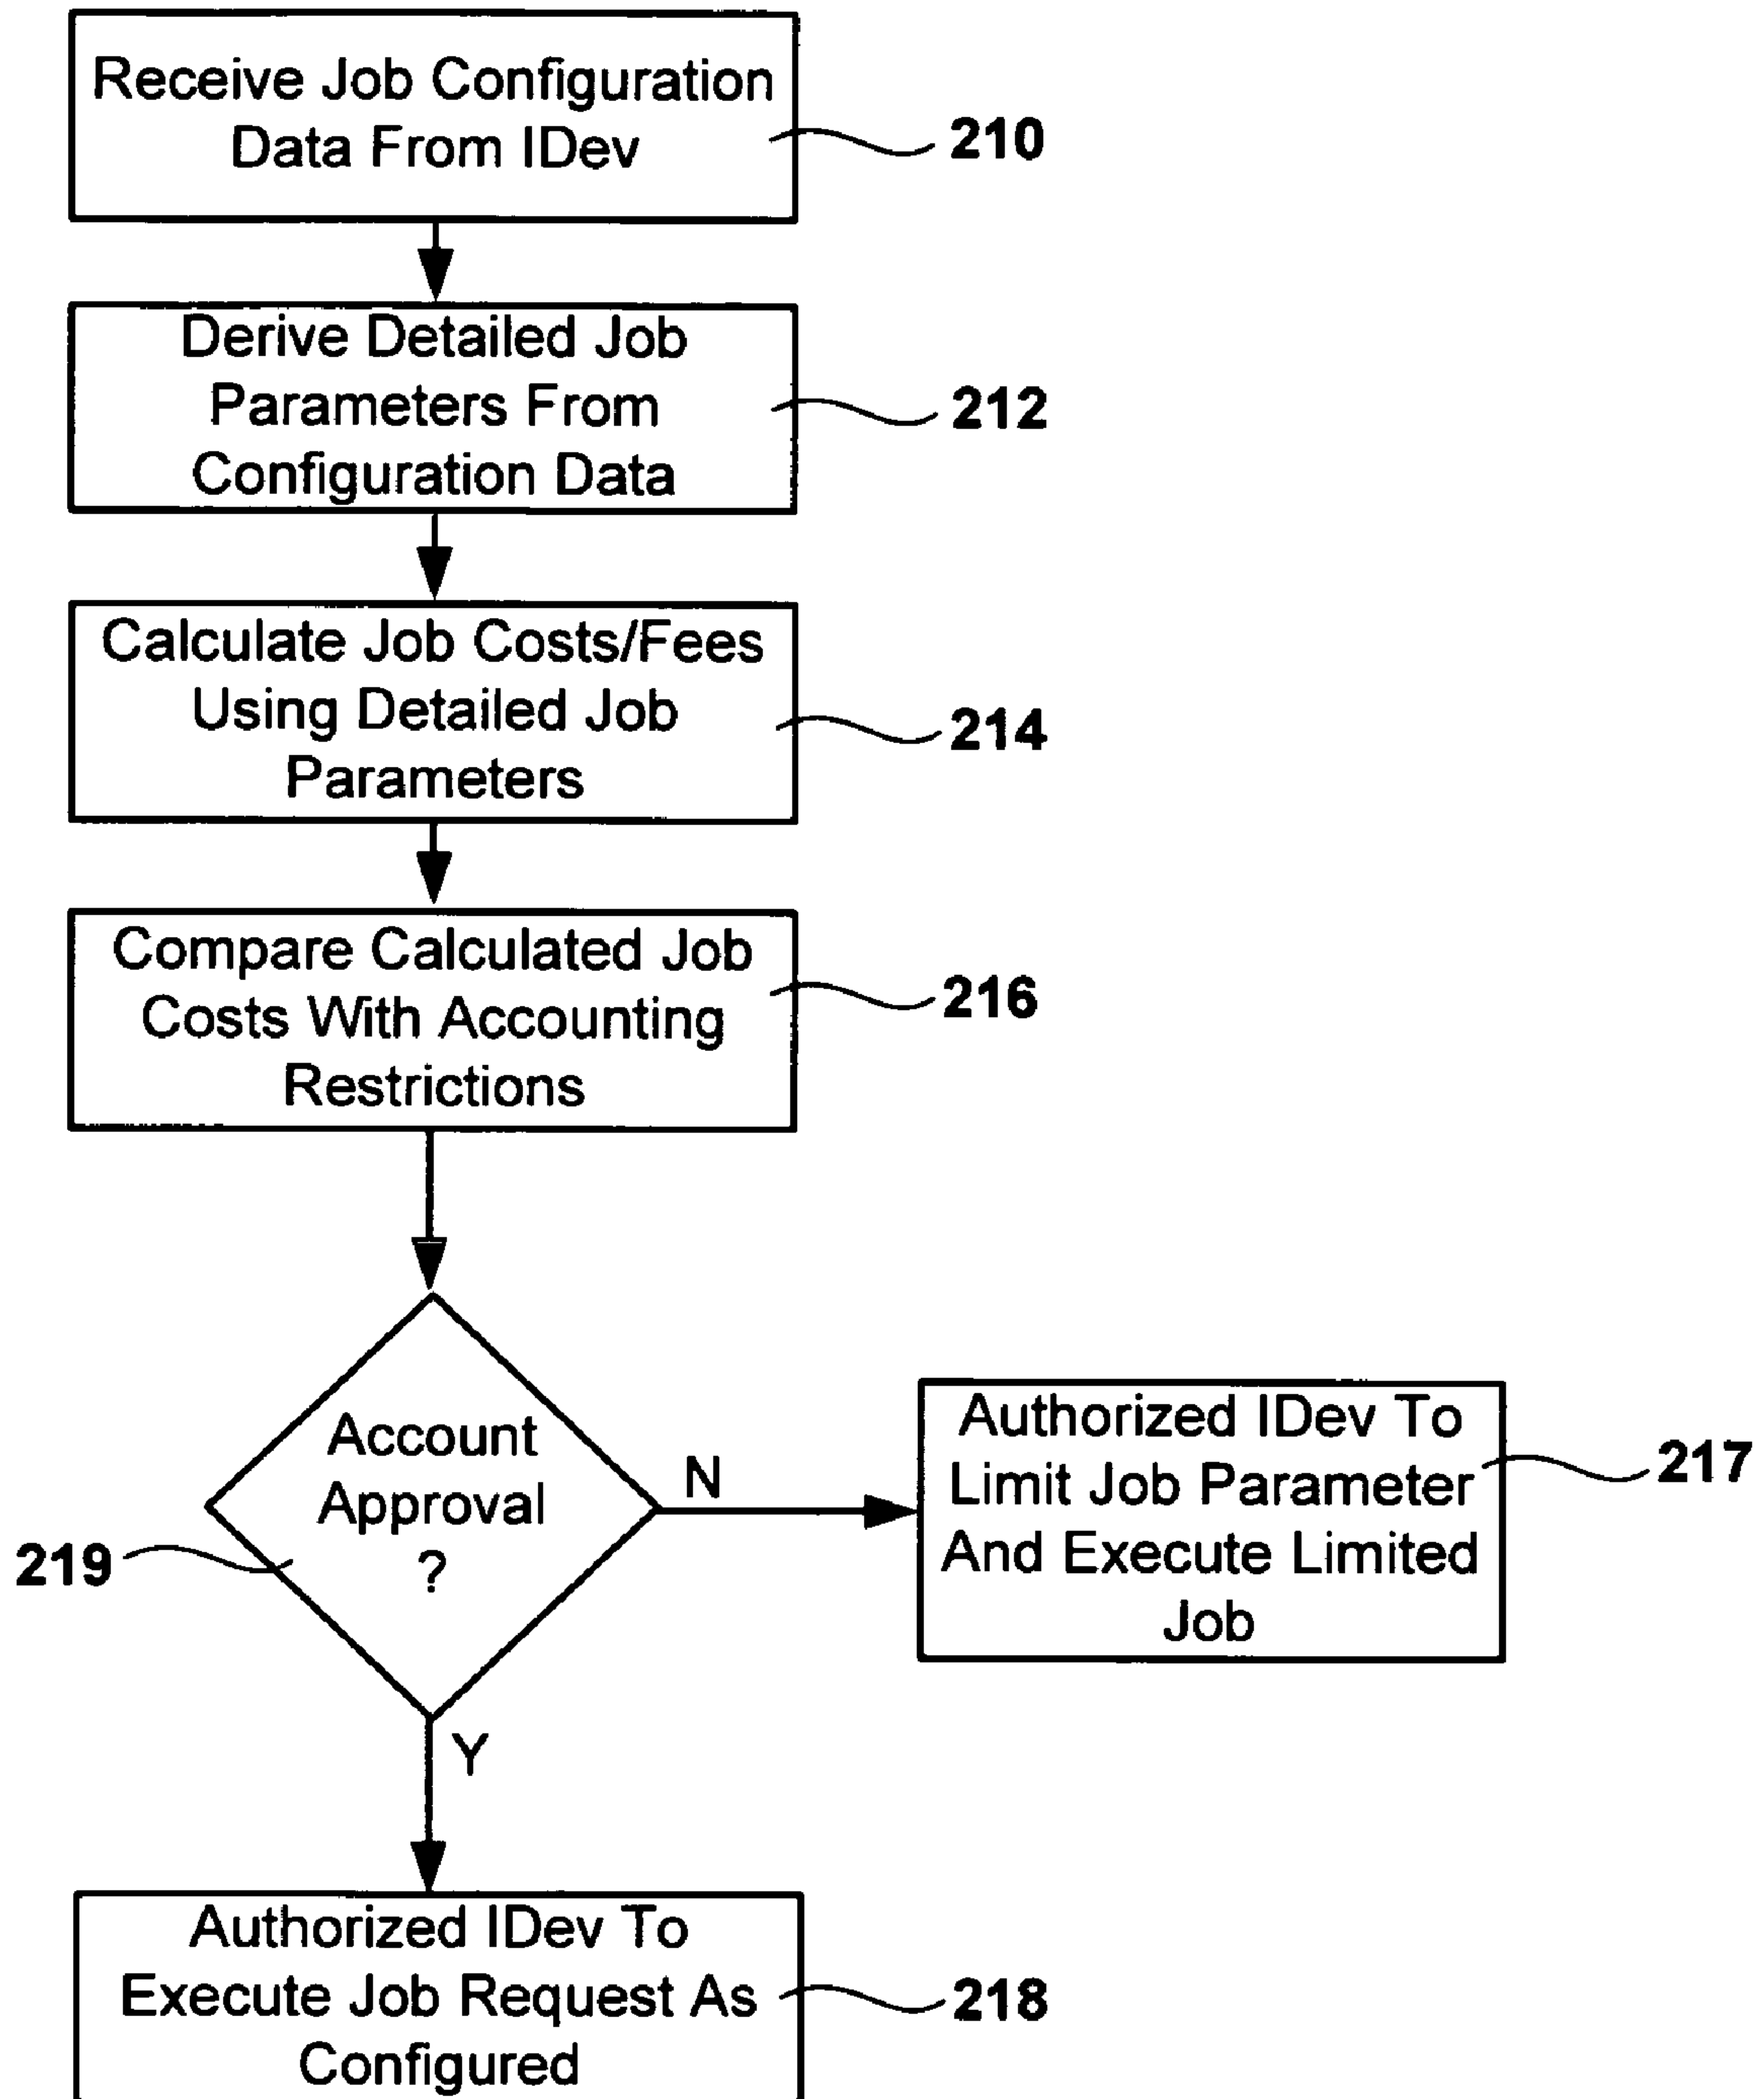 Receive Job Configuration
Data From IDev
210
Derive Detailed Job
Parameters From
Configuration Data
212
Calculate Job Costs/Fees
Using Detailed Job
Parameters
214
Compare Calculated Job
Costs With Accounting
Restrictions
216
Account
Approval
?
219
N
Authorized IDev To
Limit Job Parameter
And Execute Limited
Job
217
Y
Authorized IDev To
Execute Job Request As
Configured
218